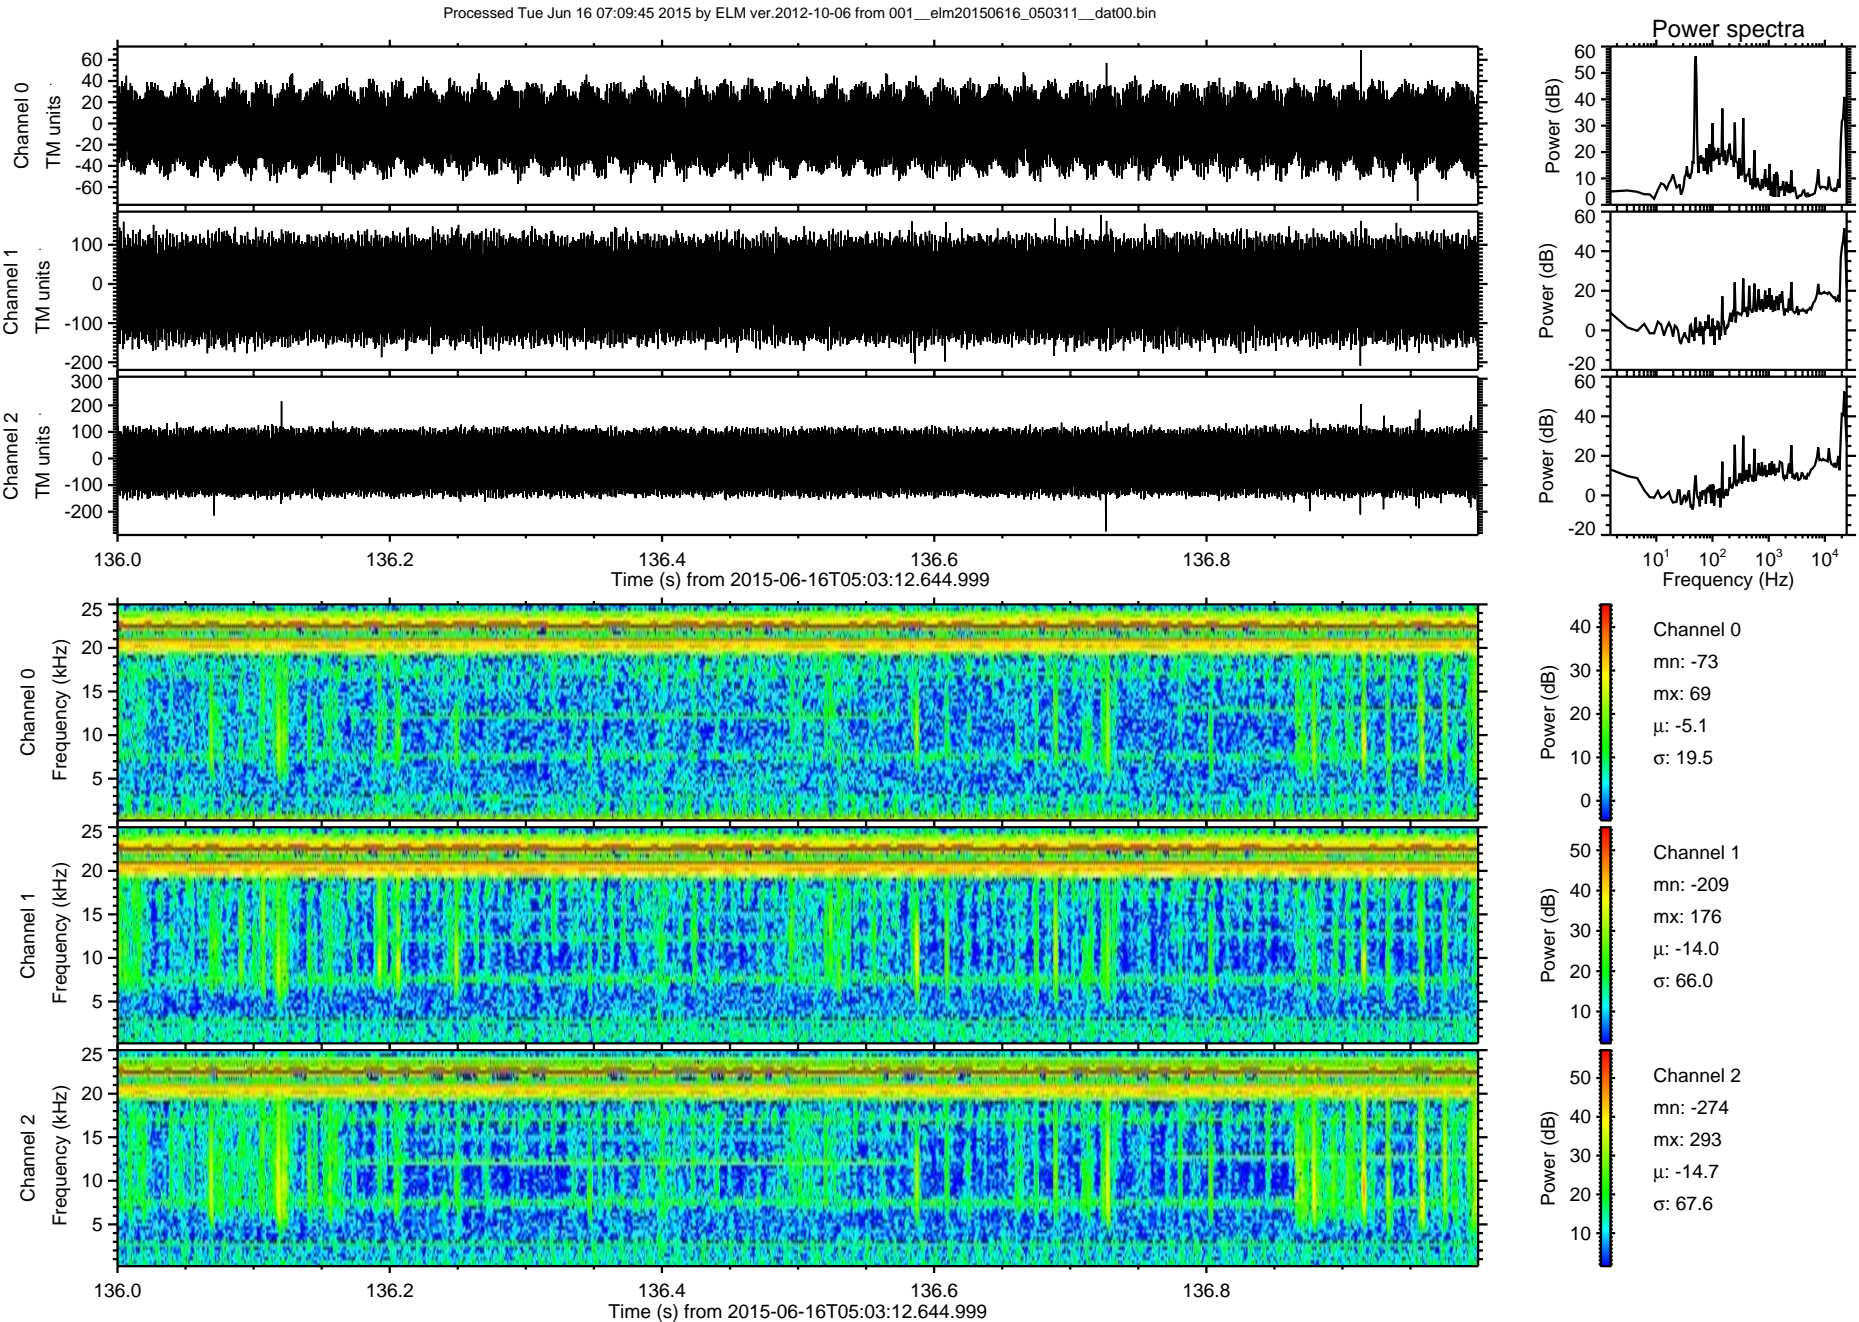 Processed Tue Jun 16 07:09:45 2015 by ELM ver.2012-10-06 from 001__elm20150616_050311__dat00.bin
Power spectra
Channel 0
TM units
60
40
20
0
-20
-40
-60
Power (dB)
60
50
40
30
20
10
0
Channel 1
TM units
100
0
-100
-200
Power (dB)
60
40
20
0
-20
Channel 2
TM units
300
200
100
0
-100
-200
Power (dB)
60
40
20
0
-20
136.0 136.2 136.4 136.6 136.8
Time (s) from 2015-06-16T05:03:12.644.999
10^1 10^2 10^3 10^4
Frequency (Hz)
Channel 0
Frequency (kHz)
25
20
15
10
5
Power (dB)
40
30
20
10
0
Channel 0
mn: -73
mx: 69
μ: -5.1
σ: 19.5
Channel 1
Frequency (kHz)
25
20
15
10
5
Power (dB)
50
40
30
20
10
Channel 1
mn: -209
mx: 176
μ: -14.0
σ: 66.0
Channel 2
Frequency (kHz)
25
20
15
10
5
Power (dB)
50
40
30
20
10
Channel 2
mn: -274
mx: 293
μ: -14.7
σ: 67.6
136.0 136.2 136.4 136.6 136.8
Time (s) from 2015-06-16T05:03:12.644.999